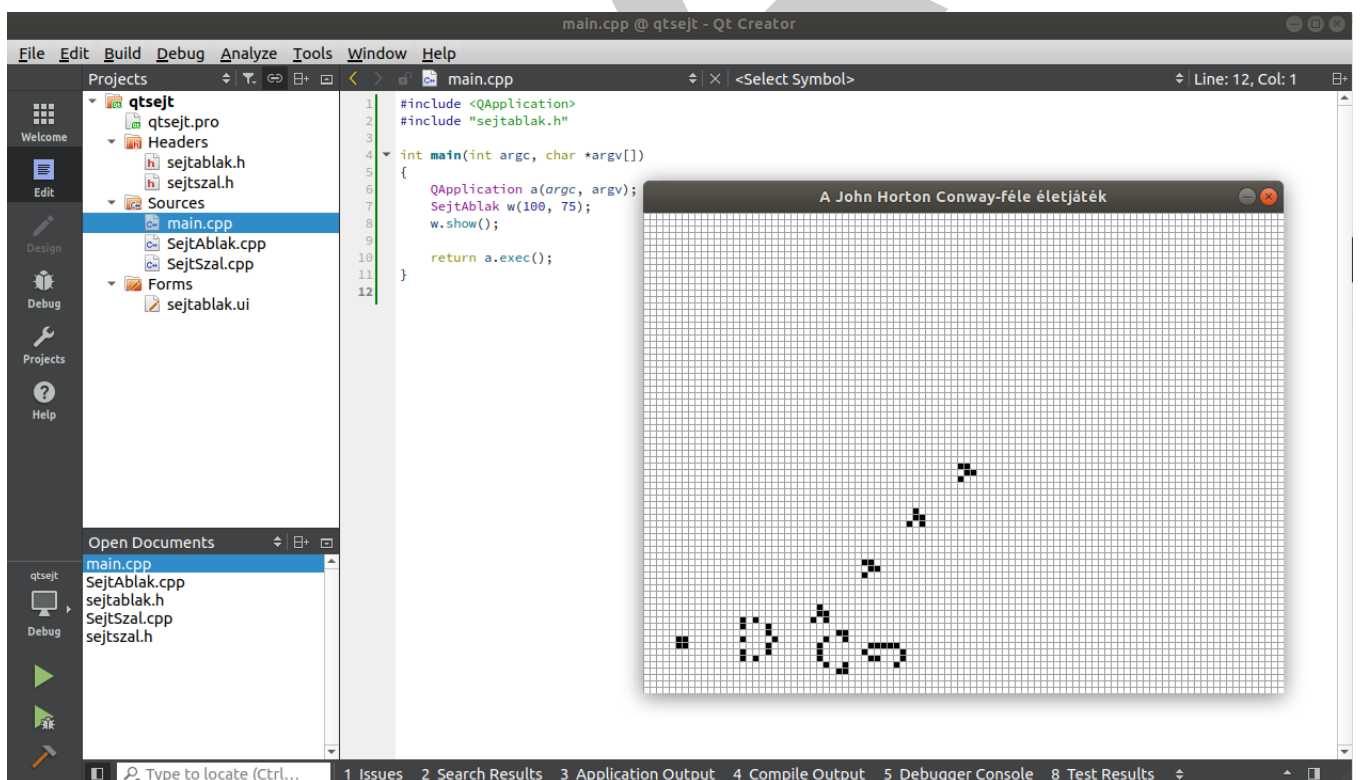 main.cpp @ qtsejt - Qt Creator
File Edit Build Debug Analyze Tools Window Help
Projects
main.cpp
<Select Symbol>
Line: 12, Col: 1
Welcome
Edit
Design
Debug
Projects
Help
qtsejt
qtsejt.pro
Headers
sejtablak.h
sejtszal.h
Sources
main.cpp
SejtAblak.cpp
SejtSzal.cpp
Forms
sejtablak.ui
1 #include <QApplication>
2 #include "sejtablak.h"
3
4 int main(int argc, char *argv[])
5 {
6 QApplication a(argc, argv);
7 SejtAblak w(100, 75);
8 w.show();
9
10 return a.exec();
11 }
12
A John Horton Conway-féle életjáték
Open Documents
main.cpp
SejtAblak.cpp
sejtablak.h
SejtSzal.cpp
sejtszal.h
qtsejt
Debug
Type to locate (Ctrl...
1 Issues 2 Search Results 3 Application Output 4 Compile Output 5 Debugger Console 8 Test Results